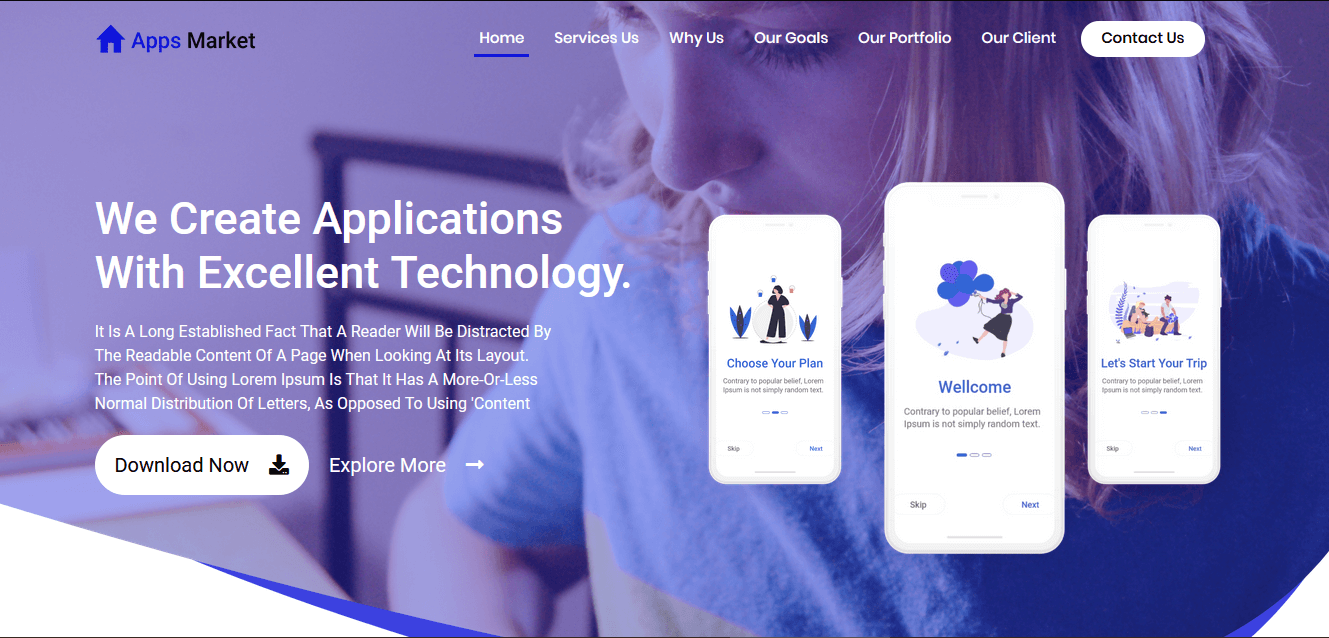 Apps Market
Home
Services Us
Why Us
Our Goals
Our Portfolio
Our Client
Contact Us
We Create Applications
With Excellent Technology.
It Is A Long Established Fact That A Reader Will Be Distracted By
The Readable Content Of A Page When Looking At Its Layout.
The Point Of Using Lorem Ipsum Is That It Has A More-Or-Less
Normal Distribution Of Letters, As Opposed To Using 'Content
Download Now
Explore More
Choose Your Plan
Contrary to popular belief, Lorem
Ipsum is not simply random text.
Skip
Next
Wellcome
Contrary to popular belief, Lorem
Ipsum is not simply random text.
Skip
Next
Let's Start Your Trip
Contrary to popular belief, Lorem
Ipsum is not simply random text.
Skip
Next